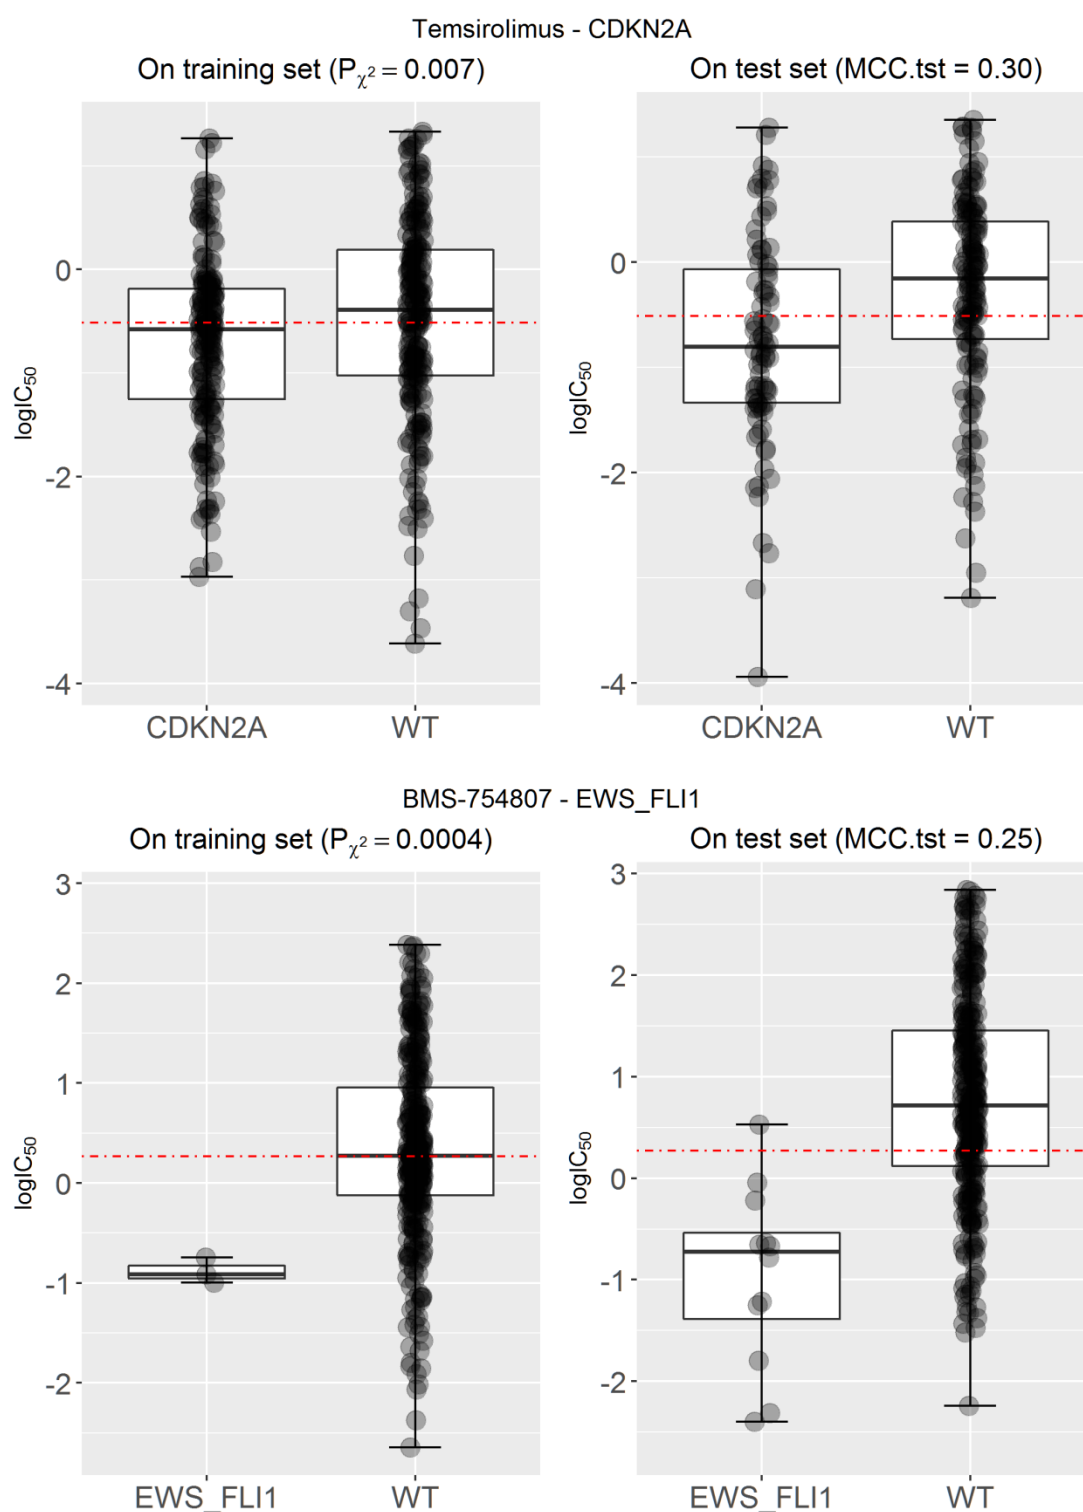 Temsirolimus - CDKN2A
On training set (Pχ² = 0.007)
On test set (MCC.tst = 0.30)
logIC50
0
-2
-4
CDKN2A
WT
logIC50
0
-2
-4
CDKN2A
WT
BMS-754807 - EWS_FLI1
On training set (Pχ² = 0.0004)
On test set (MCC.tst = 0.25)
logIC50
3
2
1
0
-1
-2
EWS_FLI1
WT
logIC50
3
2
1
0
-1
-2
EWS_FLI1
WT